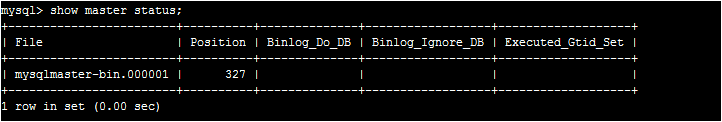 mysql> show master status;
+------------------------+----------+--------------+------------------+-------------------+
| File | Position | Binlog_Do_DB | Binlog_Ignore_DB | Executed_Gtid_Set |
+------------------------+----------+--------------+------------------+-------------------+
| mysqlmaster-bin.000001 | 327 | | | |
+------------------------+----------+--------------+------------------+-------------------+
1 row in set (0.00 sec)